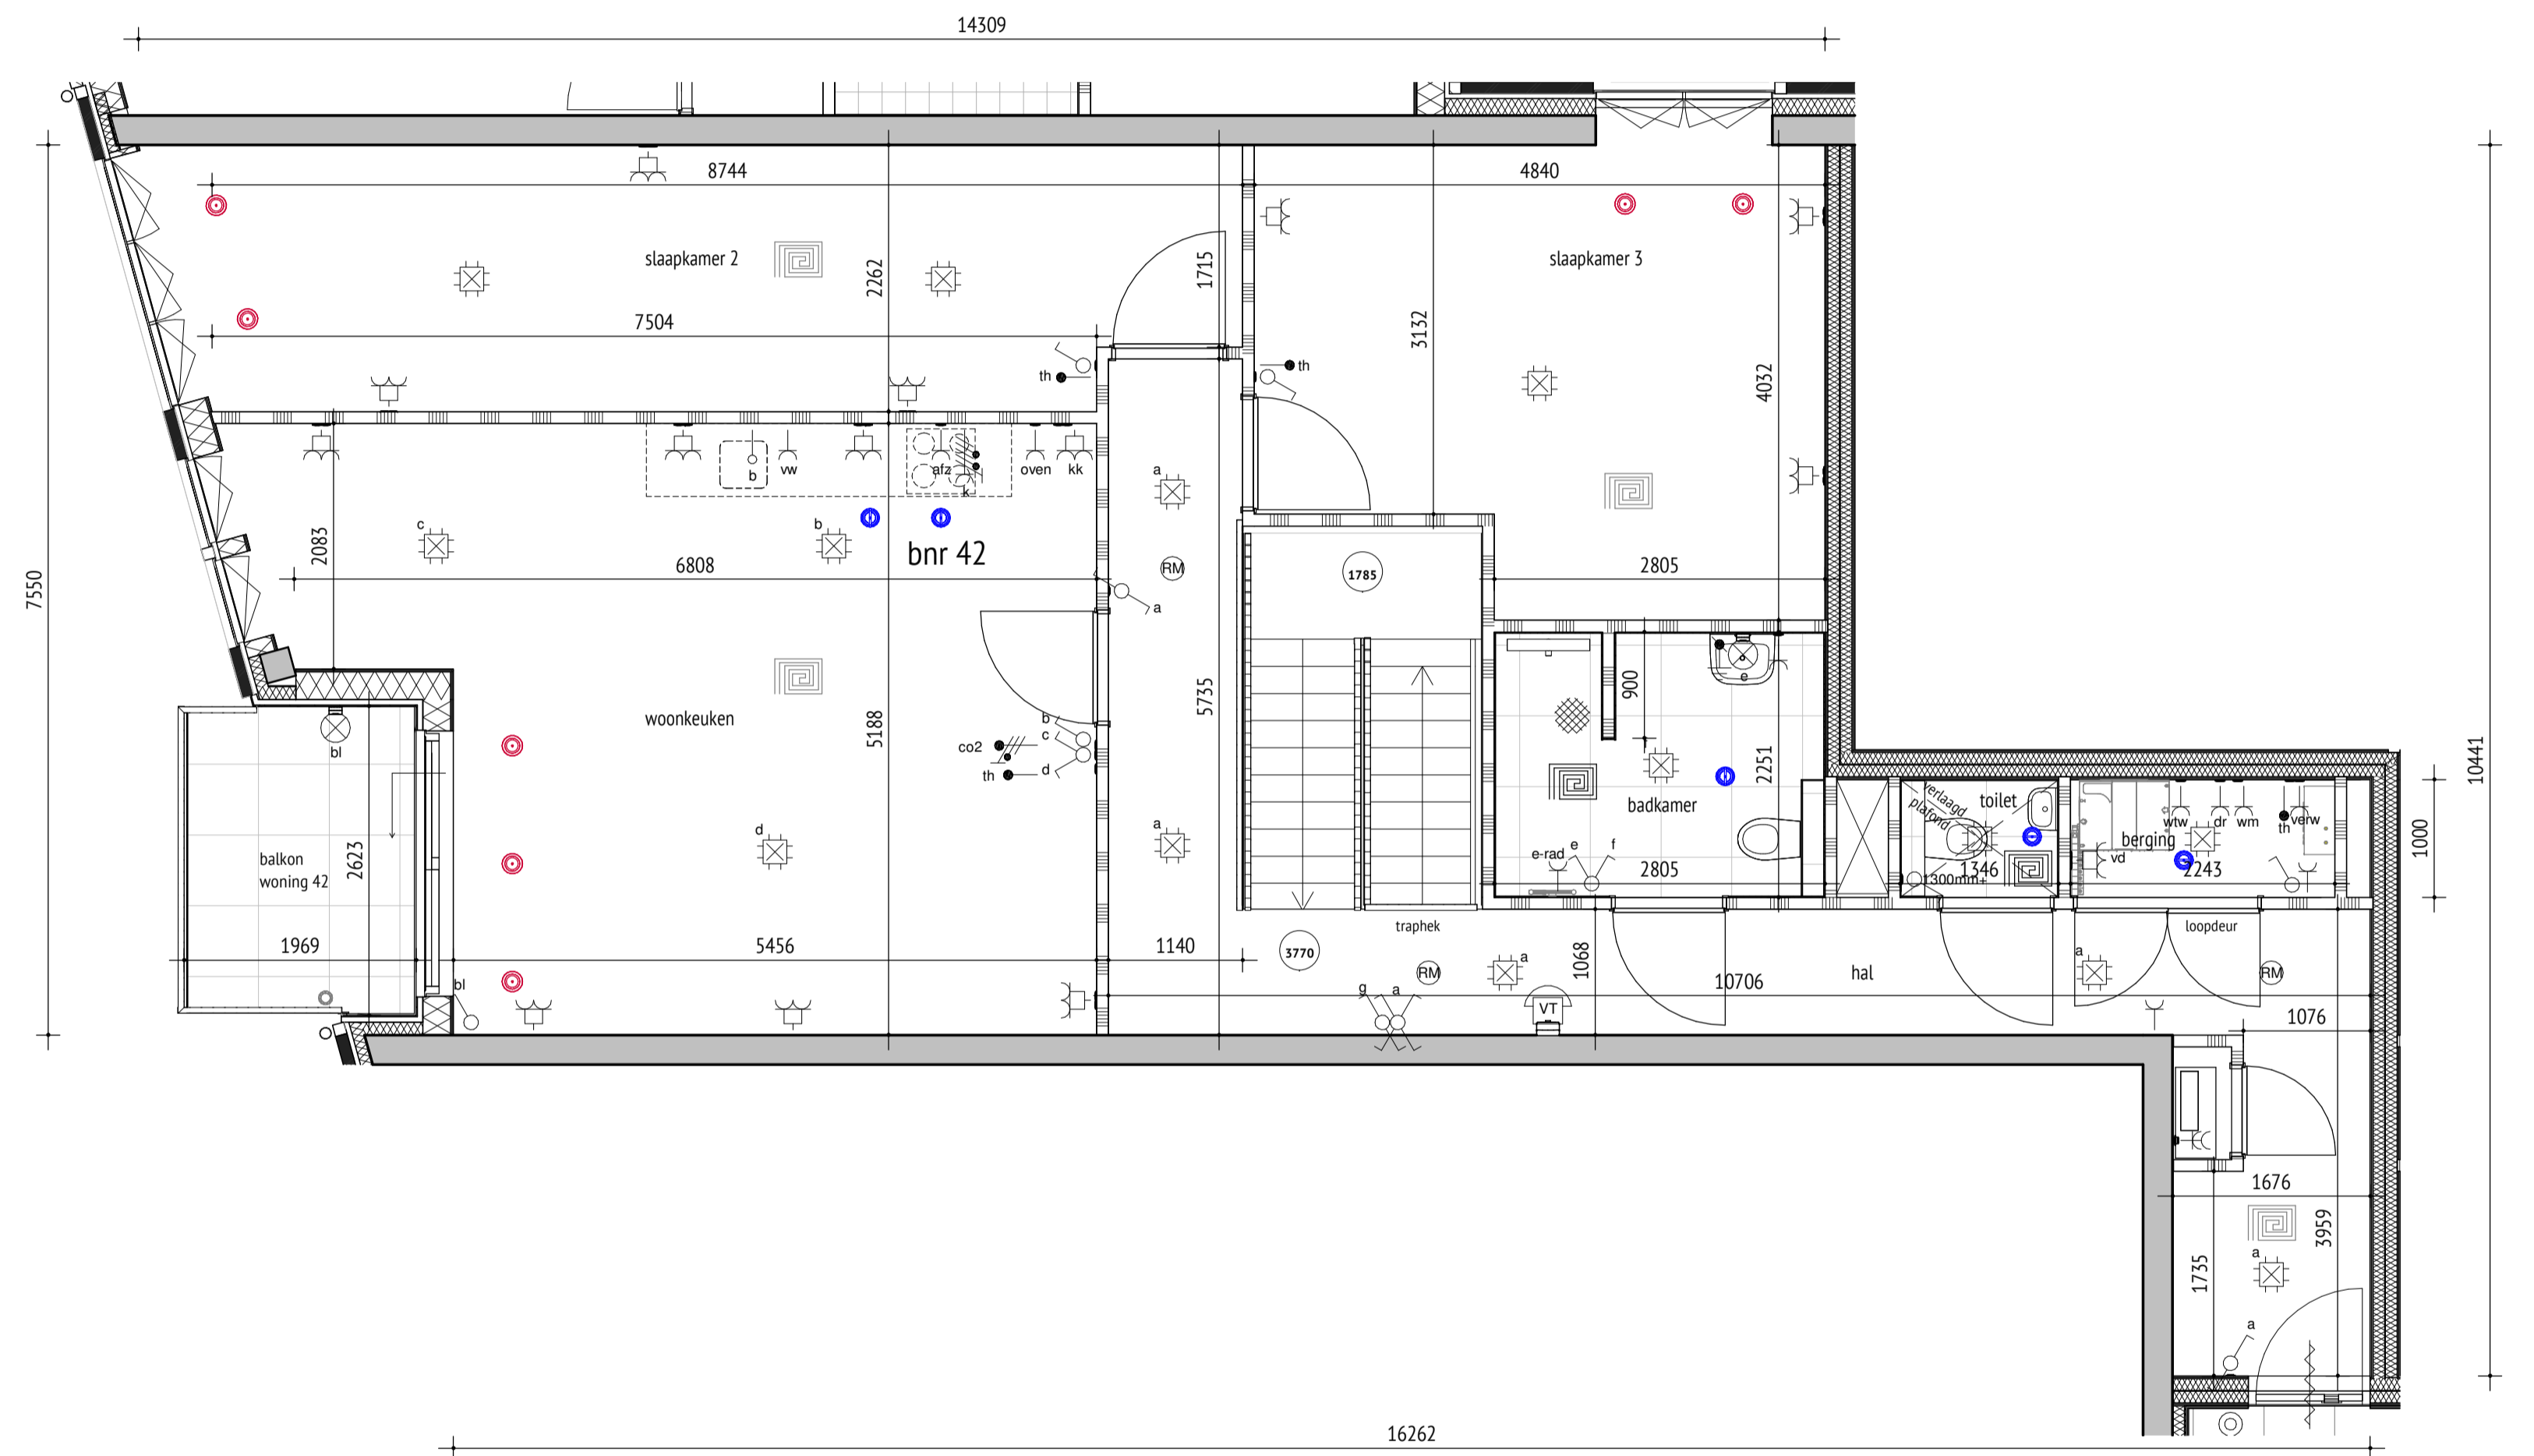 14309
8744
4840
slaapkamer 2
2262
1715
slaapkamer 3
7504
3132
th
th
4032
7550
b
vw
afz
k
oven
kk
a
c
b
2083
bnr 42
6808
RM
a
1785
2805
woonkeuken
5188
5735
900
e
2251
bl
b
c
co2
th
d
badkamer
verlaagd
plafond
toilet
wtw
dr
wm
th
verw
berging
vd
10441
1000
balkon
woning 42
2623
d
a
e-rad
e
f
2805
1300mm+
1346
2243
1969
5456
1140
3770
traphek
loopdeur
bl
RM
a
1068
10706
hal
a
RM
g
a
VT
1076
1676
3959
1735
a
a
16262